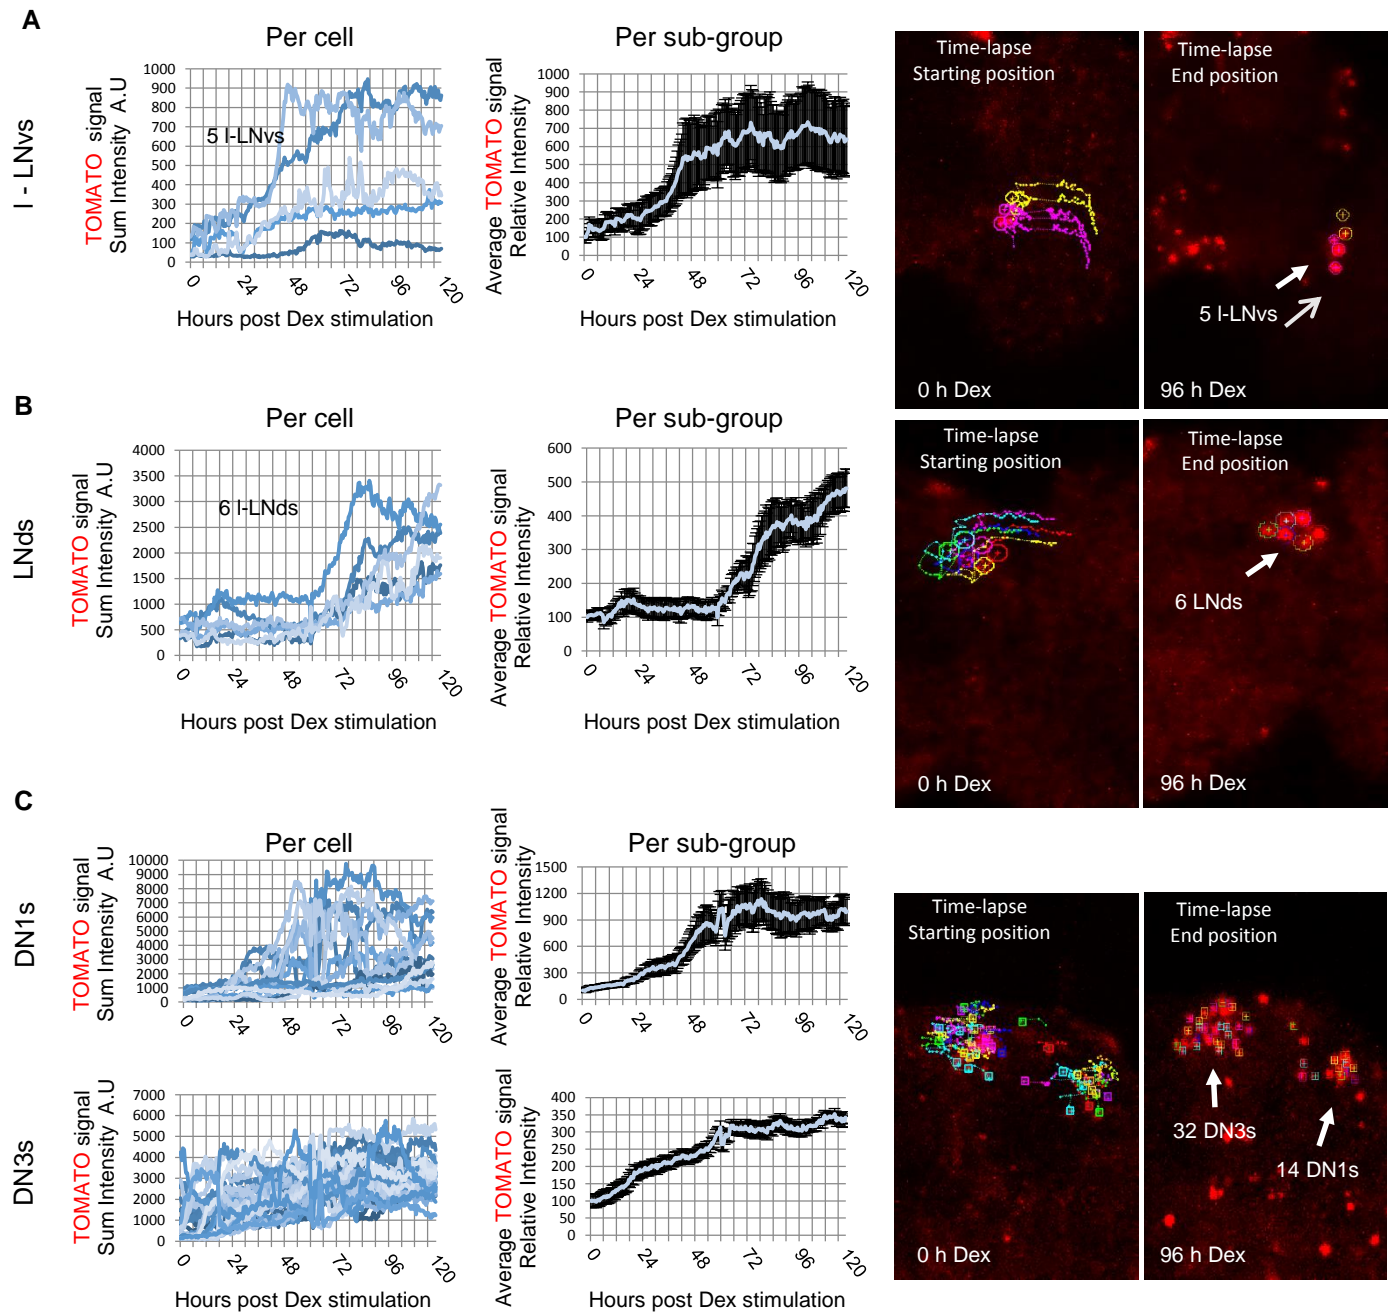 A
Per cell
Per sub-group
l - LNvs
TOMATO signal
Sum Intensity A.U
1000
900
800
700
600
500
400
300
200
100
0
5 l-LNvs
0
24
48
72
96
120
Hours post Dex stimulation
Average TOMATO signal
Relative Intensity
1000
900
800
700
600
500
400
300
200
100
0
0
24
48
72
96
120
Hours post Dex stimulation
Time-lapse
Starting position
0 h Dex
Time-lapse
End position
5 l-LNvs
96 h Dex
B
Per cell
Per sub-group
LNds
TOMATO signal
Sum Intensity A.U
4000
3500
3000
2500
2000
1500
1000
500
0
6 l-LNds
0
24
48
72
96
120
Hours post Dex stimulation
Average TOMATO signal
Relative Intensity
600
500
400
300
200
100
0
0
24
48
72
96
120
Hours post Dex stimulation
Time-lapse
Starting position
0 h Dex
Time-lapse
End position
6 LNds
96 h Dex
C
Per cell
Per sub-group
DN1s
TOMATO signal
Sum Intensity A.U
10000
9000
8000
7000
6000
5000
4000
3000
2000
1000
0
0
24
48
72
96
120
Average TOMATO signal
Relative Intensity
1500
1200
900
600
300
0
0
24
48
72
96
120
DN3s
TOMATO signal
Sum Intensity A.U
7000
6000
5000
4000
3000
2000
1000
0
0
24
48
72
96
120
Hours post Dex stimulation
Average TOMATO signal
Relative Intensity
400
350
300
250
200
150
100
50
0
0
24
48
72
96
120
Hours post Dex stimulation
Time-lapse
Starting position
0 h Dex
Time-lapse
End position
32 DN3s
14 DN1s
96 h Dex